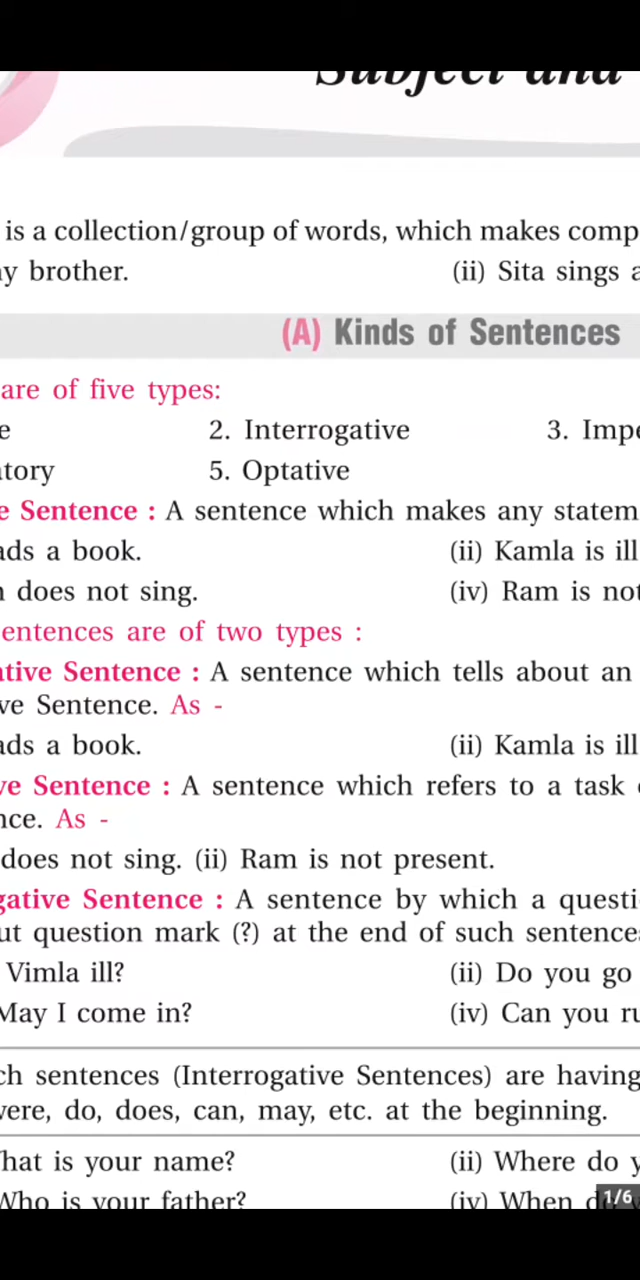 Subject and
is a collection/group of words, which makes comp
y brother. (ii) Sita sings a
(A) Kinds of Sentences
are of five types:
e 2. Interrogative 3. Impe
tory 5. Optative
e Sentence : A sentence which makes any statem
ads a book. (ii) Kamla is ill
does not sing. (iv) Ram is not
entences are of two types :
ative Sentence : A sentence which tells about an
ve Sentence. As -
ads a book. (ii) Kamla is ill
ve Sentence : A sentence which refers to a task
nce. As -
does not sing. (ii) Ram is not present.
gative Sentence : A sentence by which a questi
ut question mark (?) at the end of such sentence
Vimla ill? (ii) Do you go
May I come in? (iv) Can you ru
ch sentences (Interrogative Sentences) are having
were, do, does, can, may, etc. at the beginning.
hat is your name? (ii) Where do y
Who is your father? (iv) When do
1/6